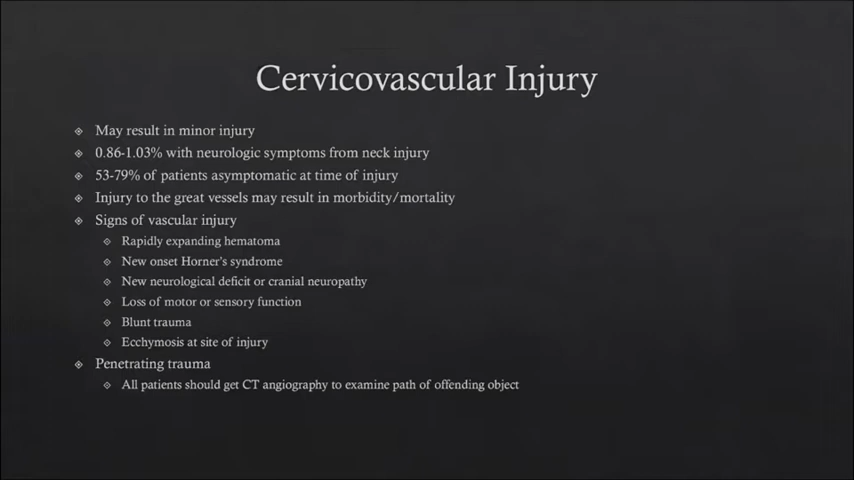 Cervicovascular Injury
May result in minor injury
0.86-1.03% with neurologic symptoms from neck injury
53-79% of patients asymptomatic at time of injury
Injury to the great vessels may result in morbidity/mortality
Signs of vascular injury
Rapidly expanding hematoma
New onset Horner's syndrome
New neurological deficit or cranial neuropathy
Loss of motor or sensory function
Blunt trauma
Ecchymosis at site of injury
Penetrating trauma
All patients should get CT angiography to examine path of offending object